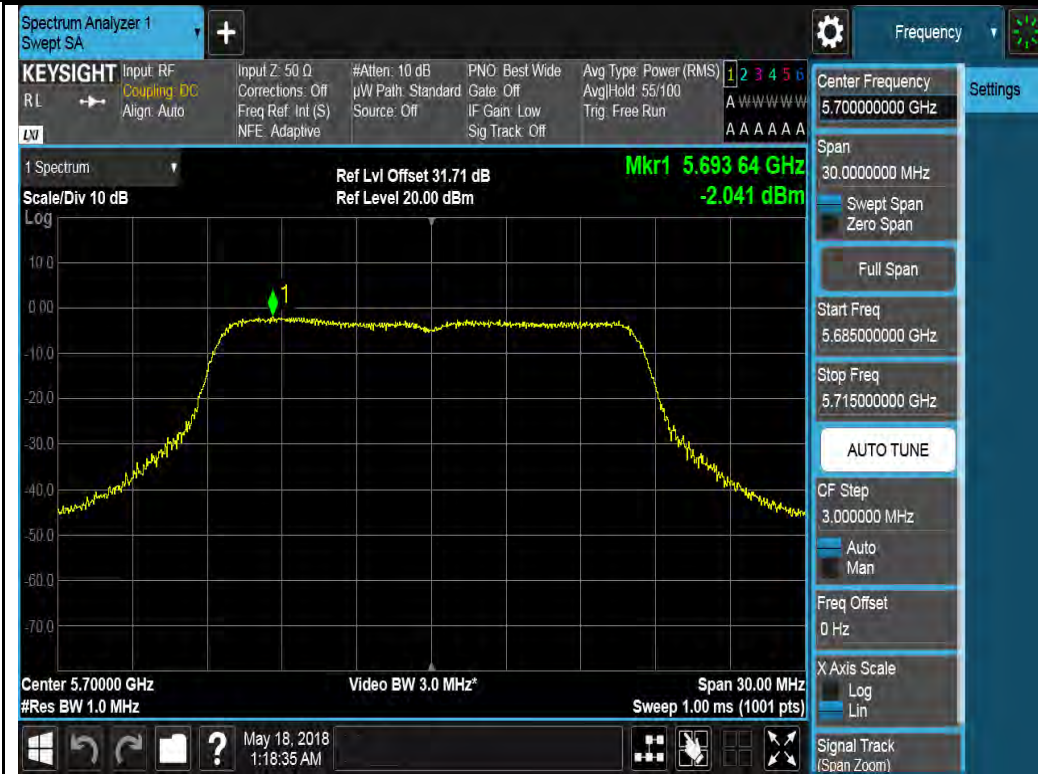 Spectrum Analyzer 1
Swept SA
+
Frequency
KEYSIGHT
RL
LXI
Input: RF
Coupling: DC
Align: Auto
Input Z: 50 Ω
Corrections: Off
Freq Ref: Int (S)
NFE: Adaptive
#Atten: 10 dB
µW Path: Standard
Source: Off
PNO: Best Wide
Gate: Off
IF Gain: Low
Sig Track: Off
Avg Type: Power (RMS)
Avg|Hold: 55/100
Trig: Free Run
1 2 3 4 5 6
A W W W W W
A A A A A A
1 Spectrum
Scale/Div 10 dB
Ref Lvl Offset 31.71 dB
Ref Level 20.00 dBm
Mkr1 5.693 64 GHz
-2.041 dBm
Log
10.0
0.00
-10.0
-20.0
-30.0
-40.0
-50.0
-60.0
-70.0
1
Center 5.70000 GHz
#Res BW 1.0 MHz
Video BW 3.0 MHz*
Span 30.00 MHz
Sweep 1.00 ms (1001 pts)
Center Frequency
5.700000000 GHz
Settings
Span
30.0000000 MHz
Swept Span
Zero Span
Full Span
Start Freq
5.685000000 GHz
Stop Freq
5.715000000 GHz
AUTO TUNE
CF Step
3.000000 MHz
Auto
Man
Freq Offset
0 Hz
X Axis Scale
Log
Lin
Signal Track
(Span Zoom)
?
May 18, 2018
1:18:35 AM